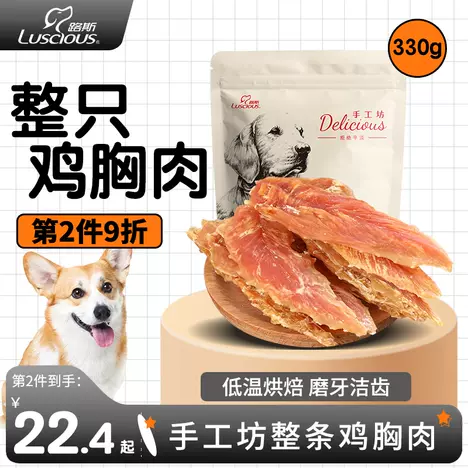 路斯
LUSCIOUS
330g
整只
鸡胸肉
第2件9折
路斯
LUSCIOUS
手工坊
Delicious
低温烘焙 磨牙洁齿
第2件到手：
¥
22.4起
手工坊整条鸡胸肉